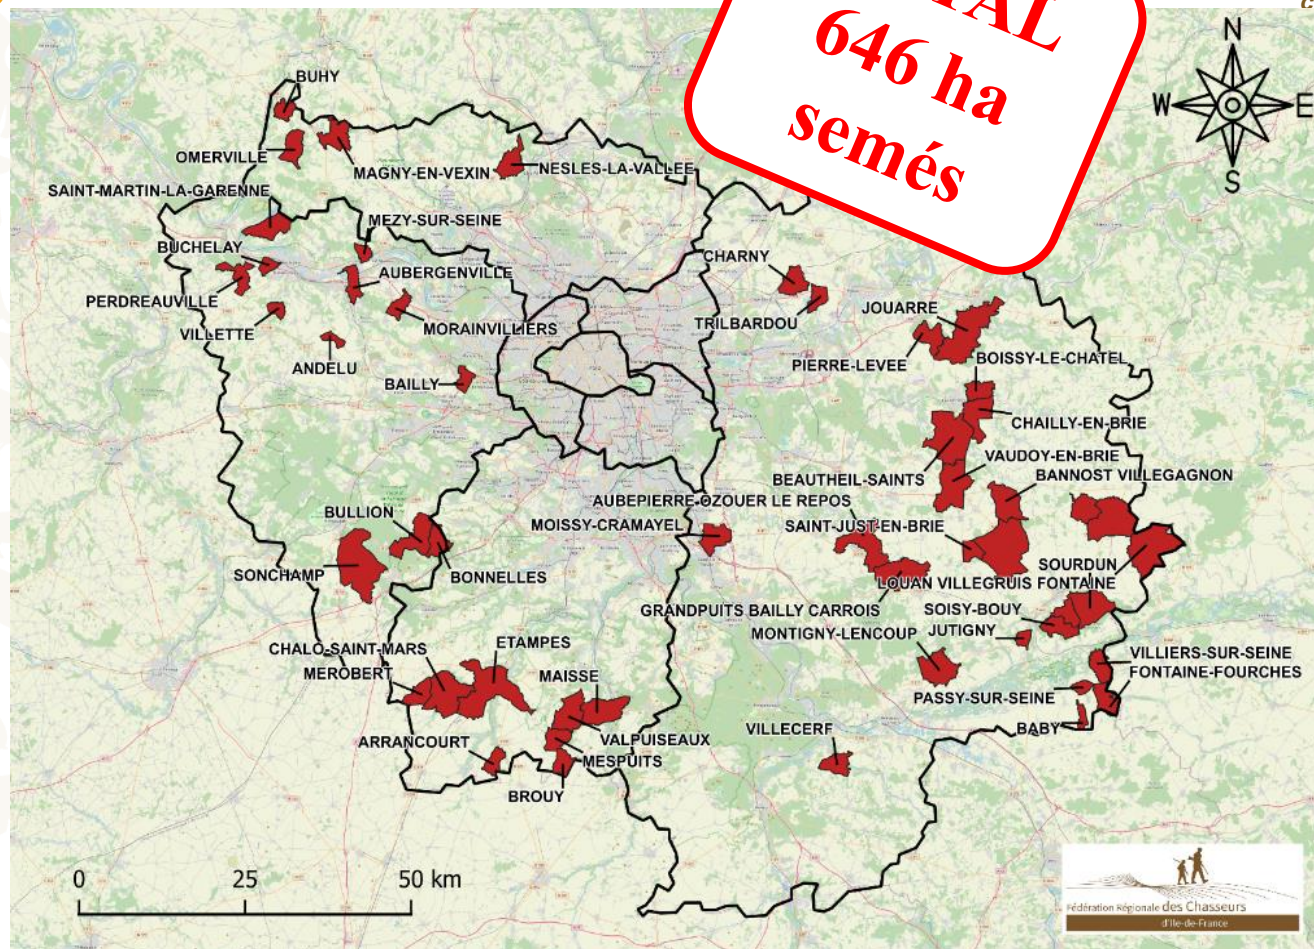 646 ha
semés
N
W
E
S
BUHY
OMERVILLE
MAGNY-EN-VEXIN
NESLES-LA-VALLEE
SAINT-MARTIN-LA-GARENNE
MEZY-SUR-SEINE
BUCHELAY
AUBERGENVILLE
PERDREAUVILLE
MORAINVILLIERS
VILLETTE
ANDELU
BAILLY
CHARNY
TRILBARDOU
JOUARRE
PIERRE-LEVEE
BOISSY-LE-CHATEL
CHAILLY-EN-BRIE
VAUDOY-EN-BRIE
BEAUTHEIL-SAINTS
BANNOST VILLEGAGNON
AUBEPIERRE-OZOUER LE REPOS
MOISSY-CRAMAYEL
SAINT-JUST-EN-BRIE
BULLION
SONCHAMP
BONNELLES
SOURDUN
LOUAN VILLEGRUIS FONTAINE
GRANDPUITS BAILLY CARROIS
SOISY-BOUY
MONTIGNY-LENCOUP
JUTIGNY
CHALO-SAINT-MARS
ETAMPES
MEROBERT
MAISSE
VILLIERS-SUR-SEINE
FONTAINE-FOURCHES
PASSY-SUR-SEINE
BABY
ARRANCOURT
VALPUISEAUX
MESPUITS
VILLECERF
BROUY
0 25 50 km
Fédération Régionale des Chasseurs
d'Ile-de-France